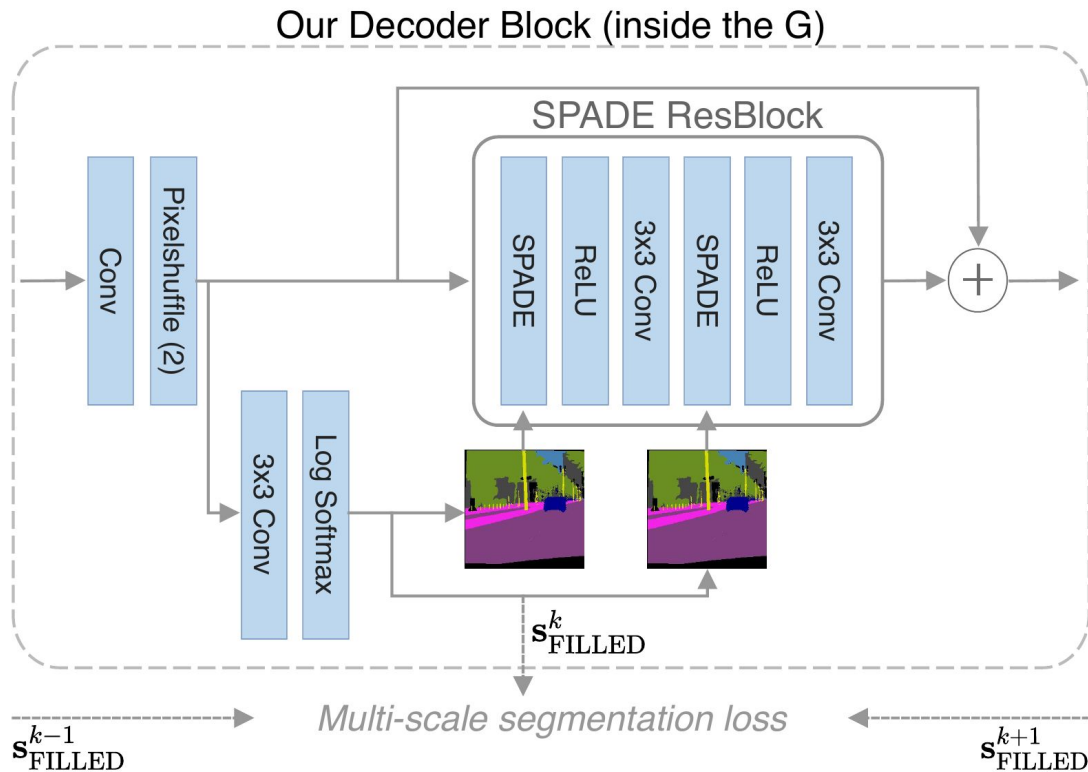 Our Decoder Block (inside the G)
SPADE ResBlock
Conv
Pixelshuffle (2)
SPADE
ReLU
3x3 Conv
SPADE
ReLU
3x3 Conv
+
3x3 Conv
Log Softmax
s^k_FILLED
Multi-scale segmentation loss
s^{k-1}_FILLED
s^{k+1}_FILLED